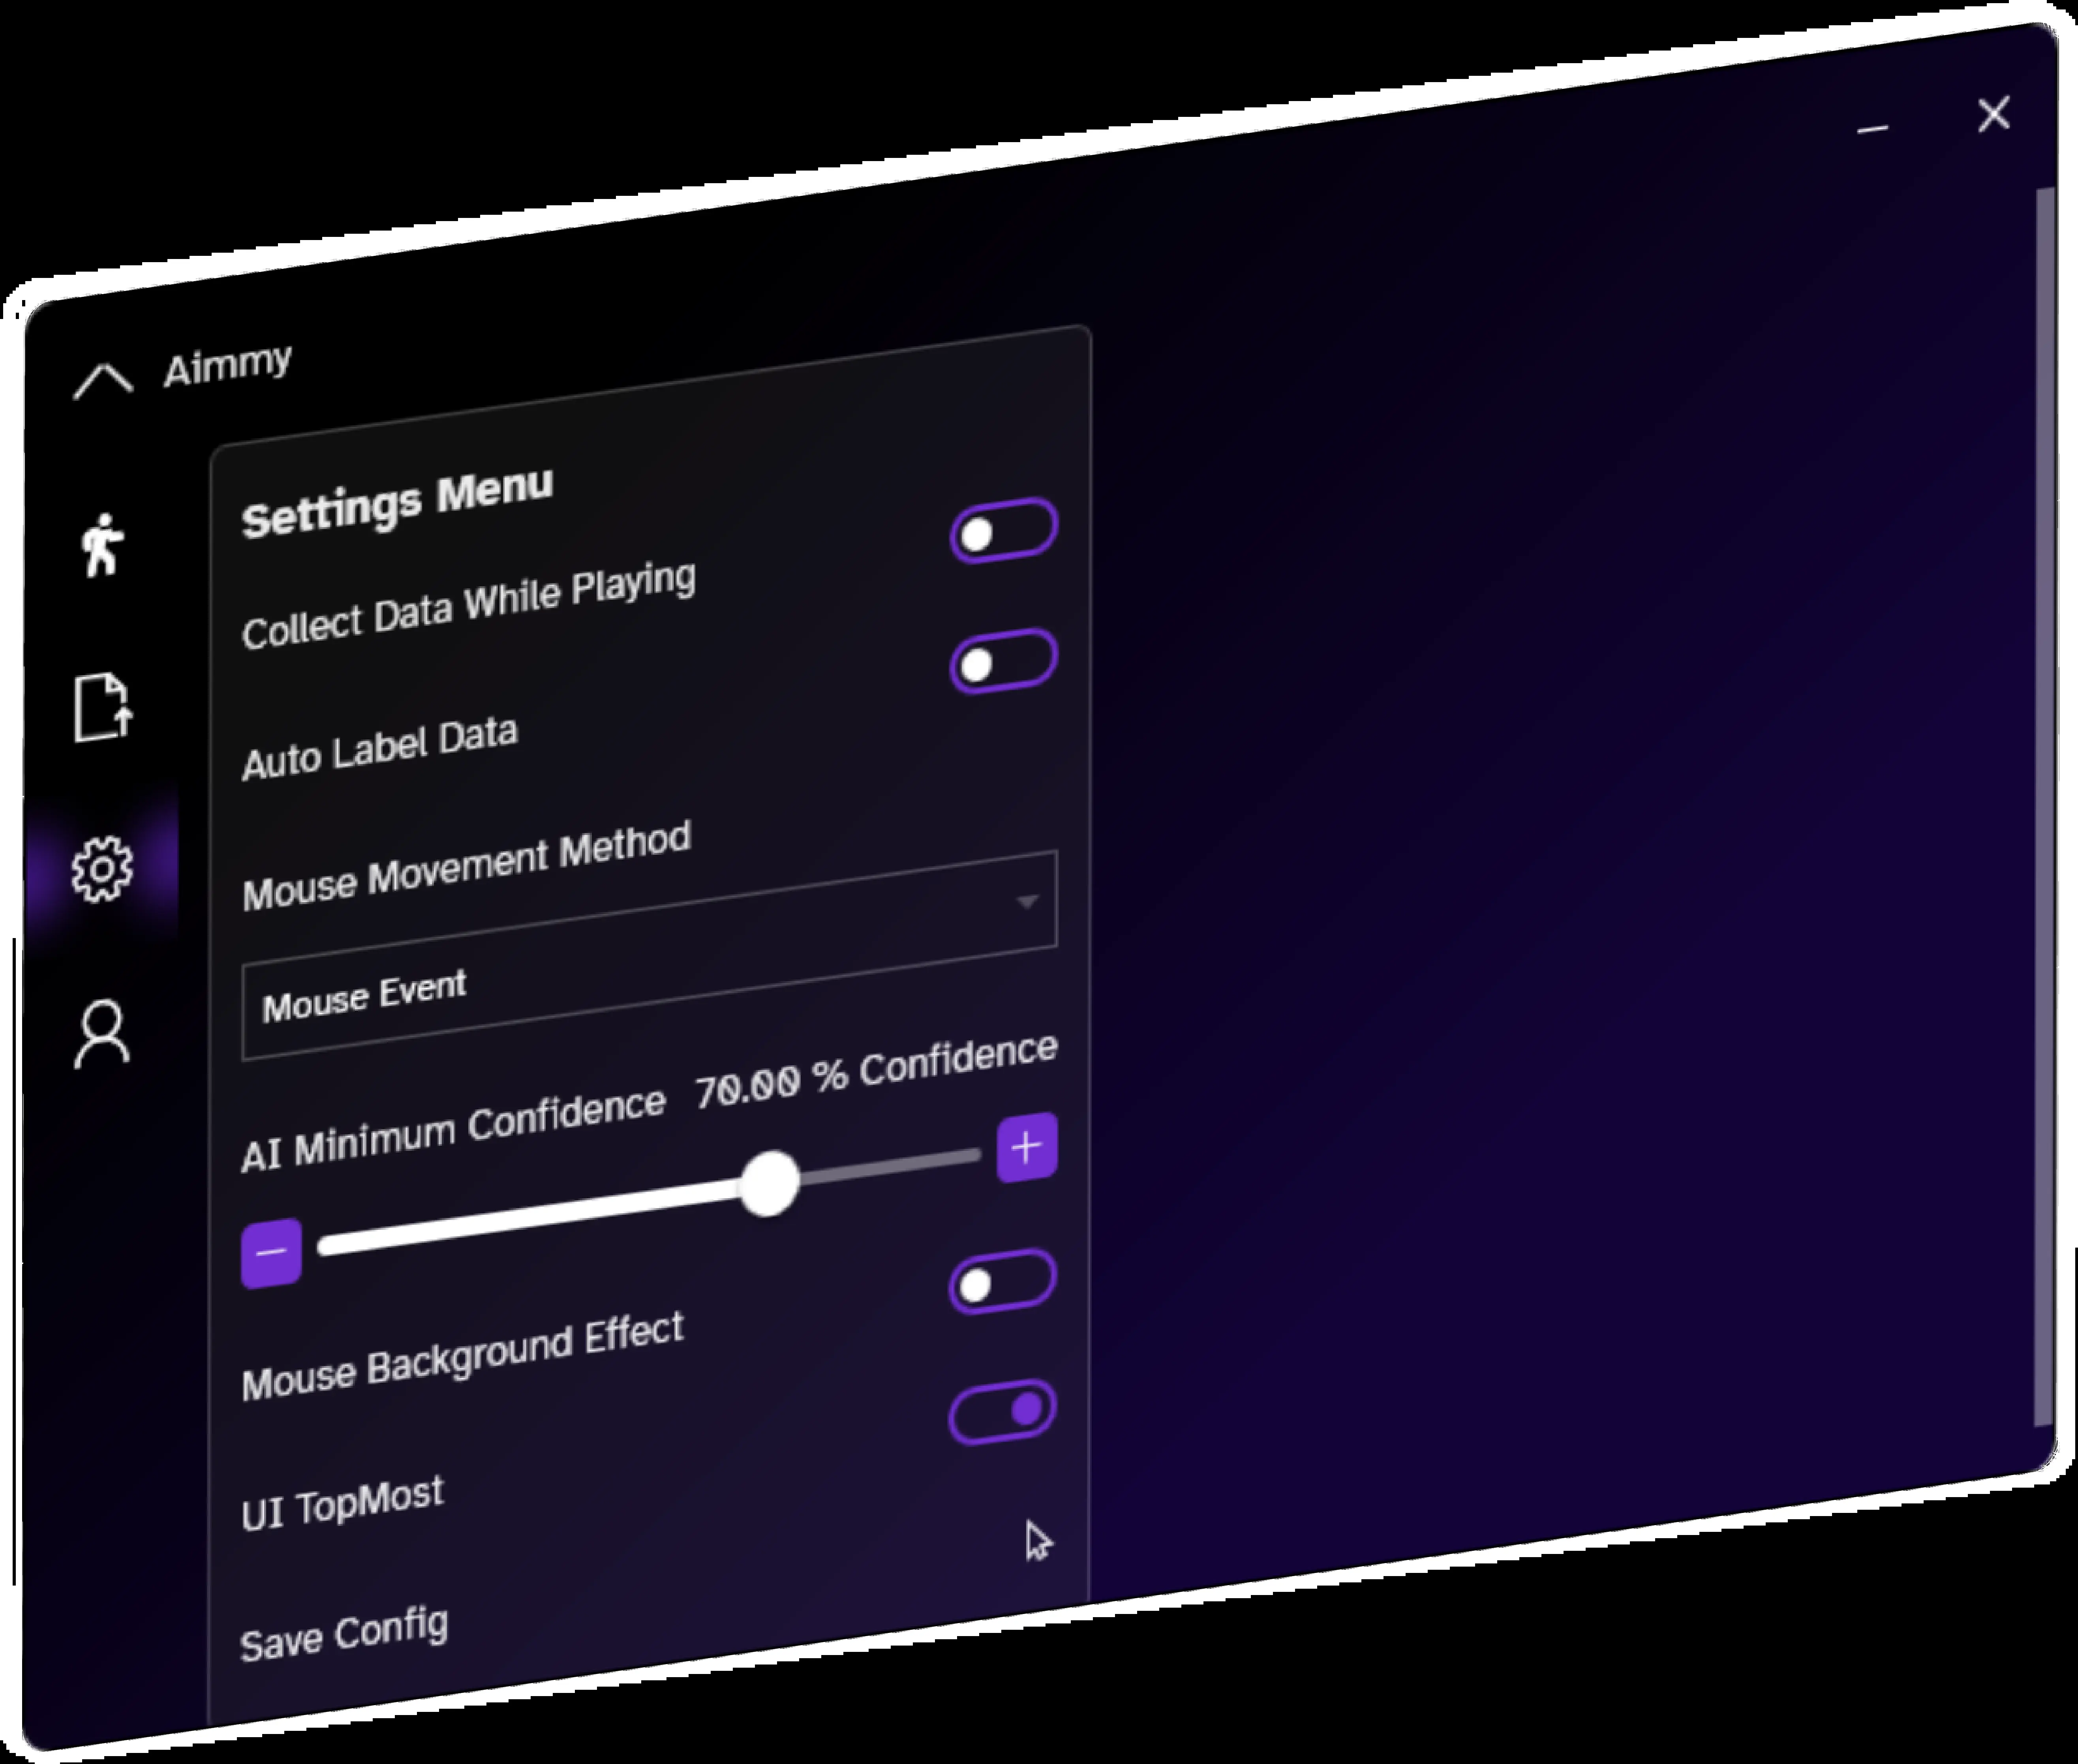 Aimmy
Settings Menu
Collect Data While Playing
Auto Label Data
Mouse Movement Method
Mouse Event
AI Minimum Confidence 70.00 % Confidence
Mouse Background Effect
UI TopMost
Save Config